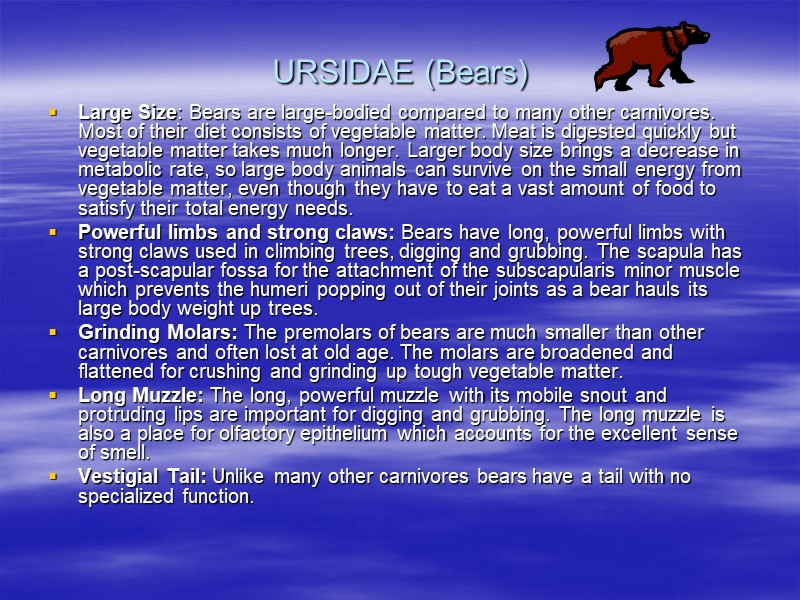 URSIDAE (Bears)
Large Size: Bears are large-bodied compared to many other carnivores.
Most of their diet consists of vegetable matter. Meat is digested quickly but
vegetable matter takes much longer. Larger body size brings a decrease in
metabolic rate, so large body animals can survive on the small energy from
vegetable matter, even though they have to eat a vast amount of food to
satisfy their total energy needs.
Powerful limbs and strong claws: Bears have long, powerful limbs with
strong claws used in climbing trees, digging and grubbing. The scapula has
a post-scapular fossa for the attachment of the subscapularis minor muscle
which prevents the humeri popping out of their joints as a bear hauls its
large body weight up trees.
Grinding Molars: The premolars of bears are much smaller than other
carnivores and often lost at old age. The molars are broadened and
flattened for crushing and grinding up tough vegetable matter.
Long Muzzle: The long, powerful muzzle with its mobile snout and
protruding lips are important for digging and grubbing. The long muzzle is
also a place for olfactory epithelium which accounts for the excellent sense
of smell.
Vestigial Tail: Unlike many other carnivores bears have a tail with no
specialized function.